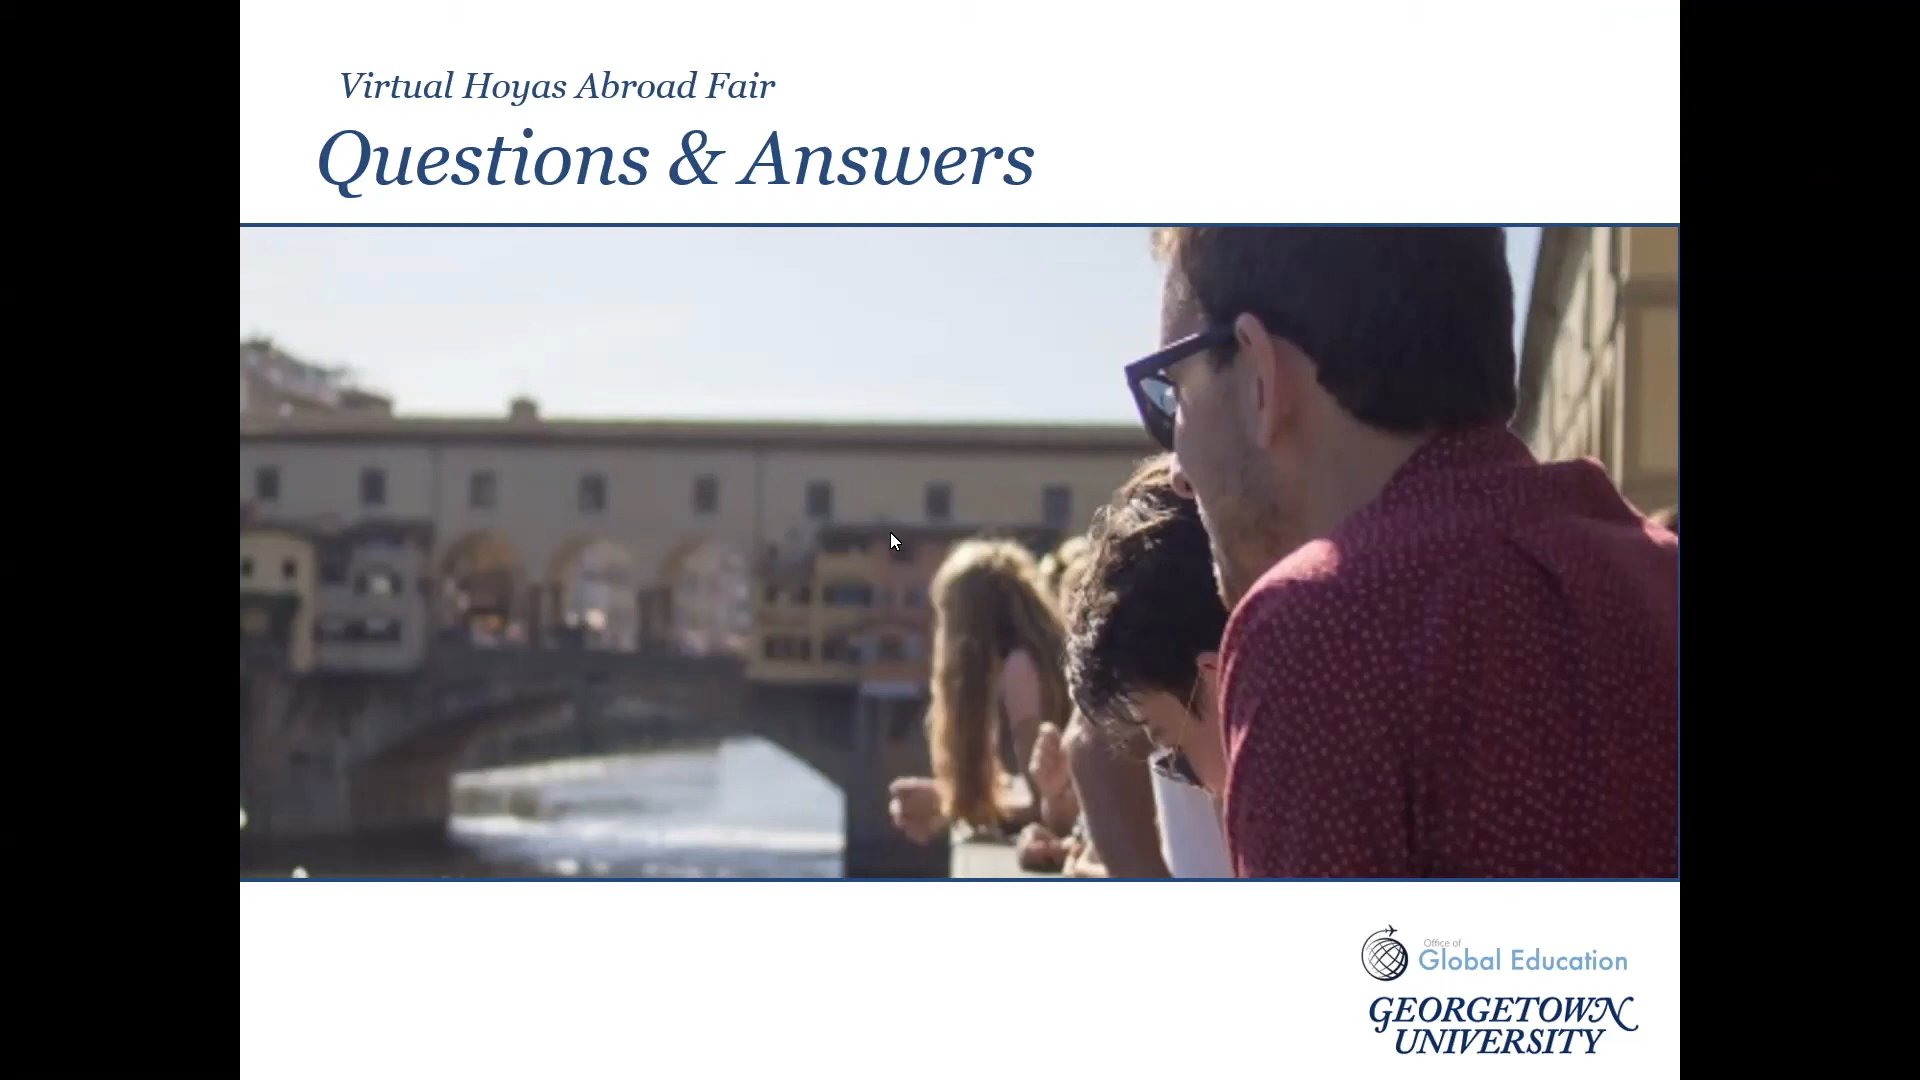 Virtual Hoyas Abroad Fair
Questions & Answers
Office of
Global Education
GEORGETOWN
UNIVERSITY